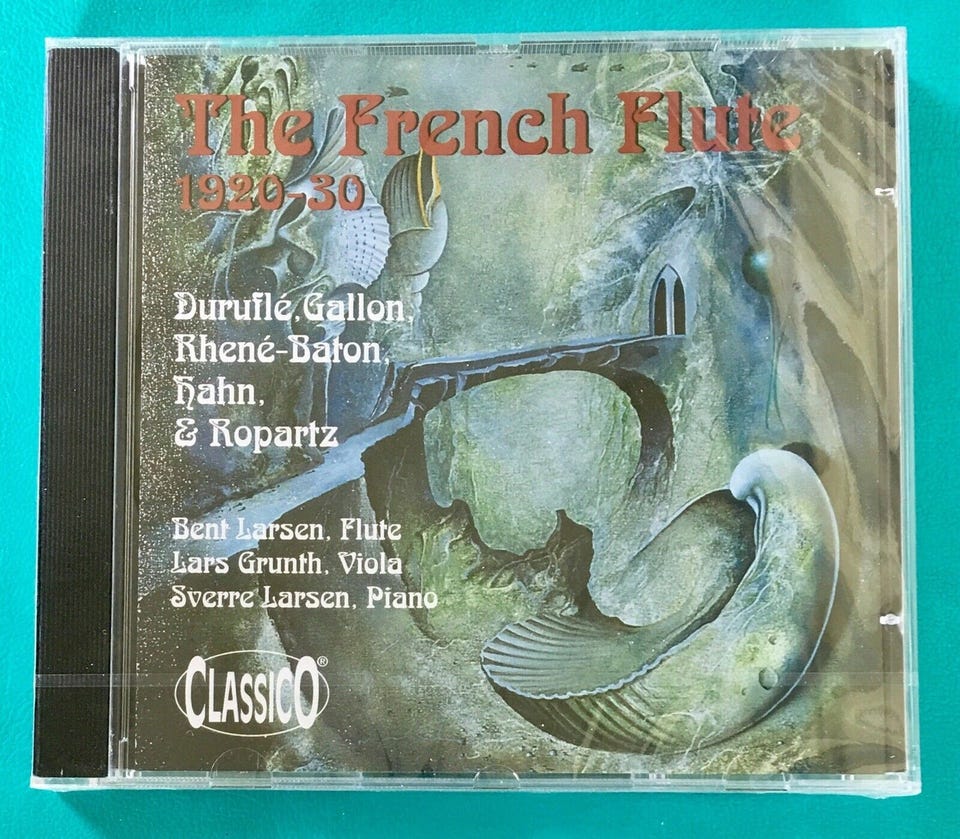 The French Flute
1920-30
Duruflé, Gallon,
Rhené-Baton,
Hahn,
& Ropartz
Bent Larsen, Flute
Lars Grunth, Viola
Sverre Larsen, Piano
CLASSICO®